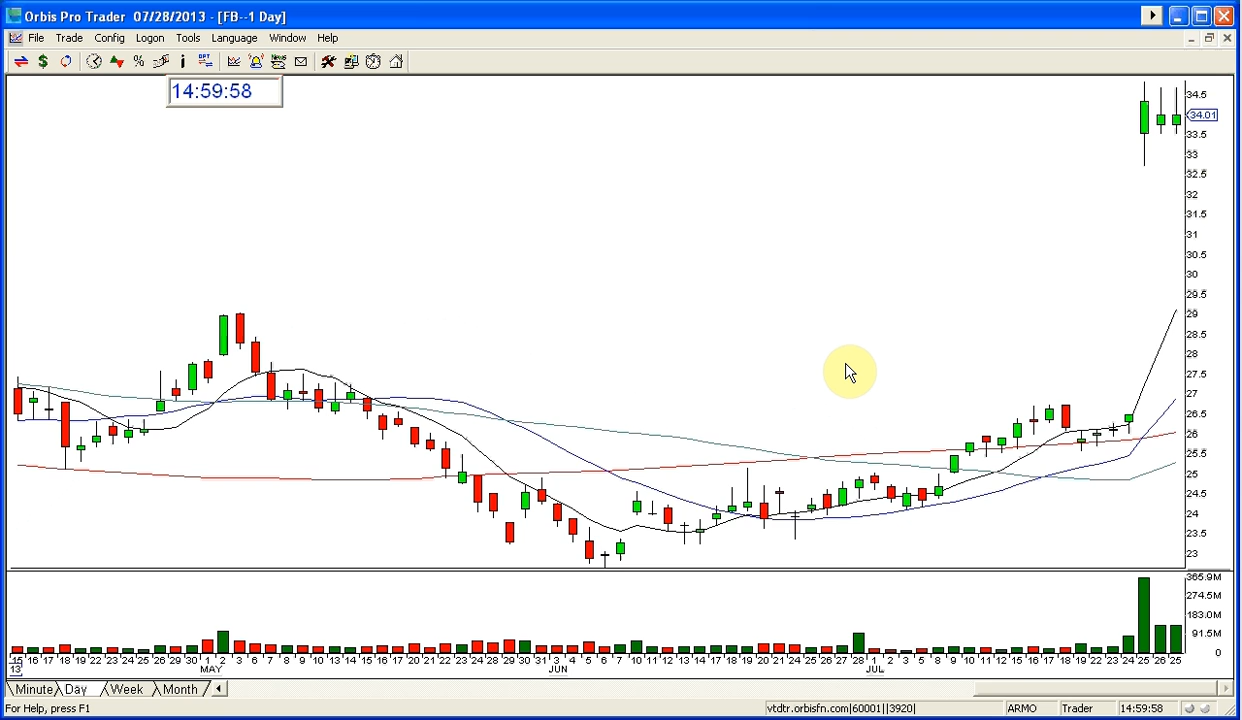 Orbis Pro Trader 07/28/2013 - [FB--1 Day]
File Trade Config Logon Tools Language Window Help
14:59:58
34.5
34.01
33.5
33
32.5
32
31.5
31
30.5
30
29.5
29
28.5
28
27.5
27
26.5
26
25.5
25
24.5
24
23.5
23
365.9M
274.5M
183.0M
91.5M
0
15 16 17 18 19 22 23 24 25 26 29 30 1 2 3 6 7 8 9 10 13 14 15 16 17 20 21 22 23 24 28 29 30 31 3 4 5 6 7 10 11 12 13 14 17 18 19 20 21 24 25 26 27 28 1 2 3 5 8 9 10 11 12 15 16 17 18 19 22 23 24 25 26 25
13 MAY JUN JUL
Minute Day Week Month
For Help, press F1 vtdtr.orbisfn.com|60001||3920| ARMO Trader 14:59:58